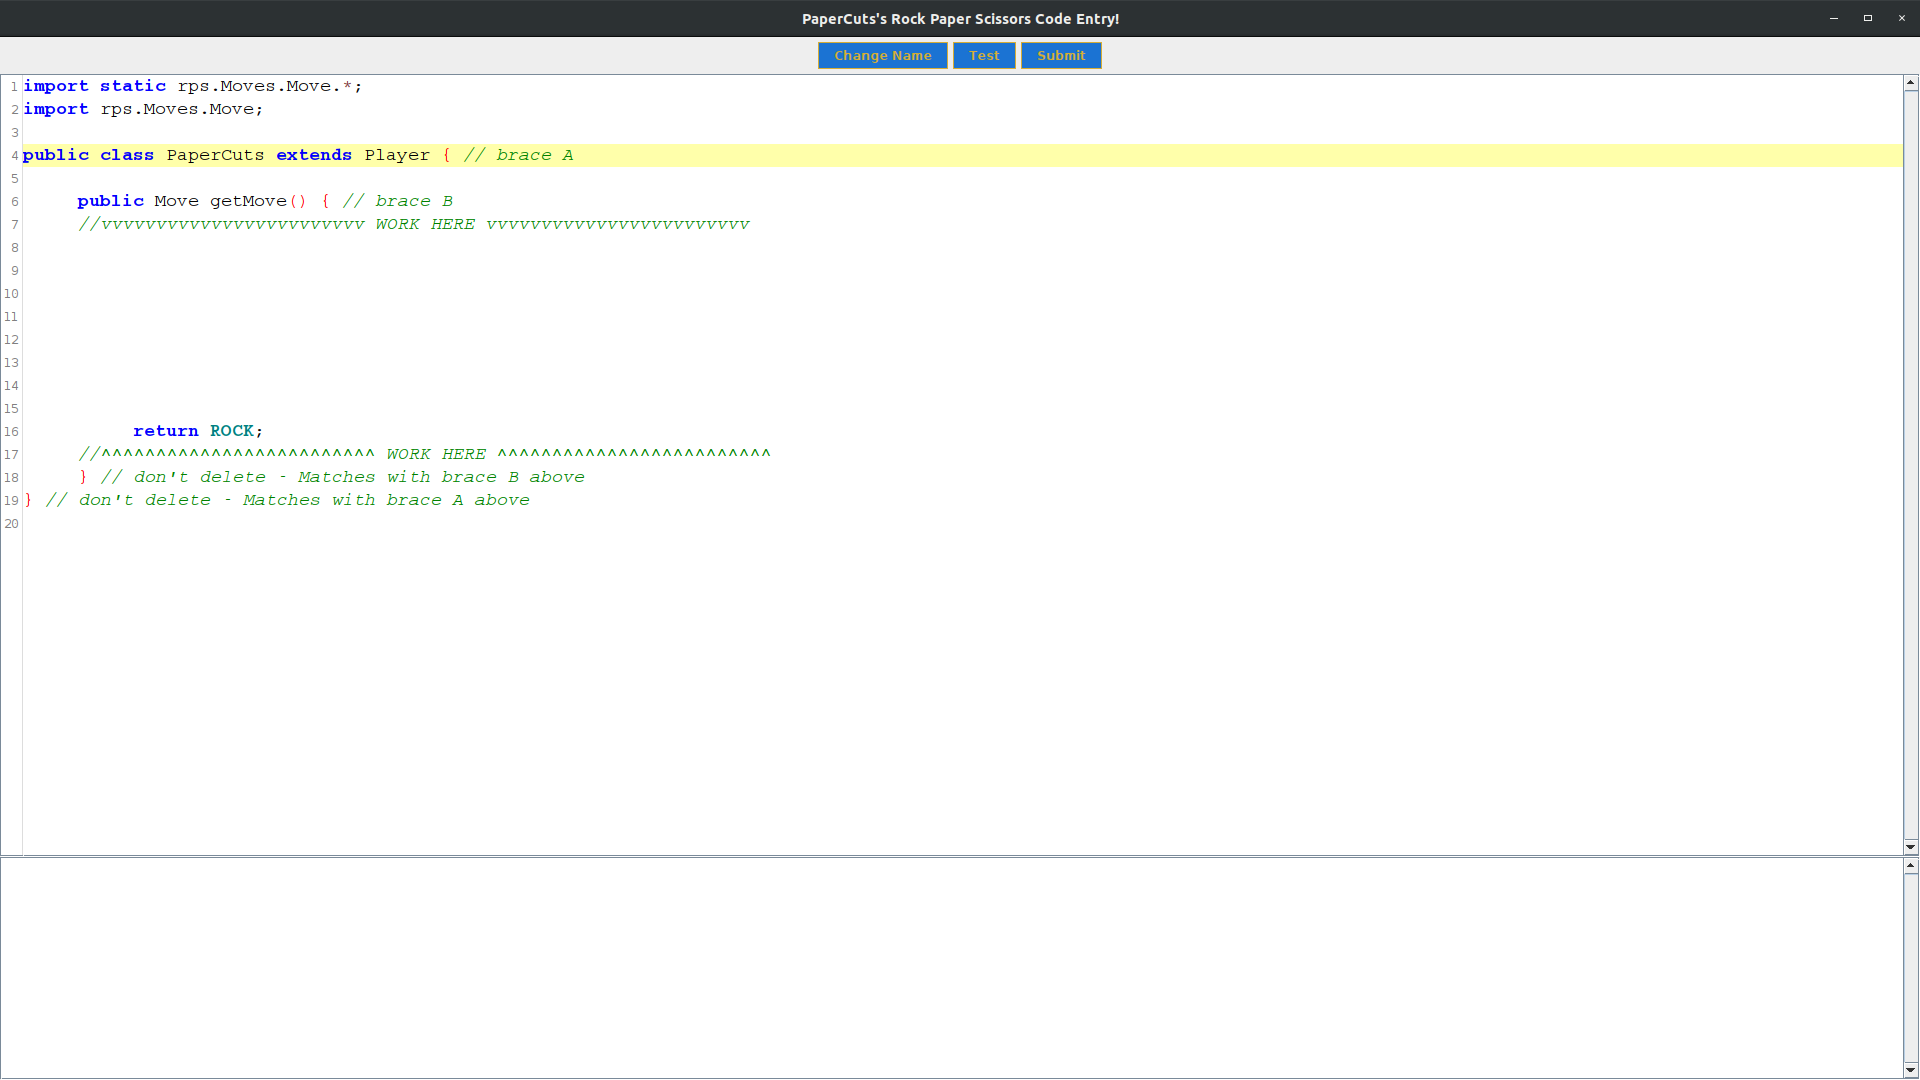 PaperCuts's Rock Paper Scissors Code Entry!
Change Name Test Submit
1 import static rps.Moves.Move.*;
2 import rps.Moves.Move;
3
4 public class PaperCuts extends Player { // brace A
5
6 public Move getMove() { // brace B
7 //vvvvvvvvvvvvvvvvvvvvvvvv WORK HERE vvvvvvvvvvvvvvvvvvvvvvvv
8
9
10
11
12
13
14
15
16 return ROCK;
17 //^^^^^^^^^^^^^^^^^^^^^^^^^ WORK HERE ^^^^^^^^^^^^^^^^^^^^^^^^^
18 } // don't delete - Matches with brace B above
19 } // don't delete - Matches with brace A above
20